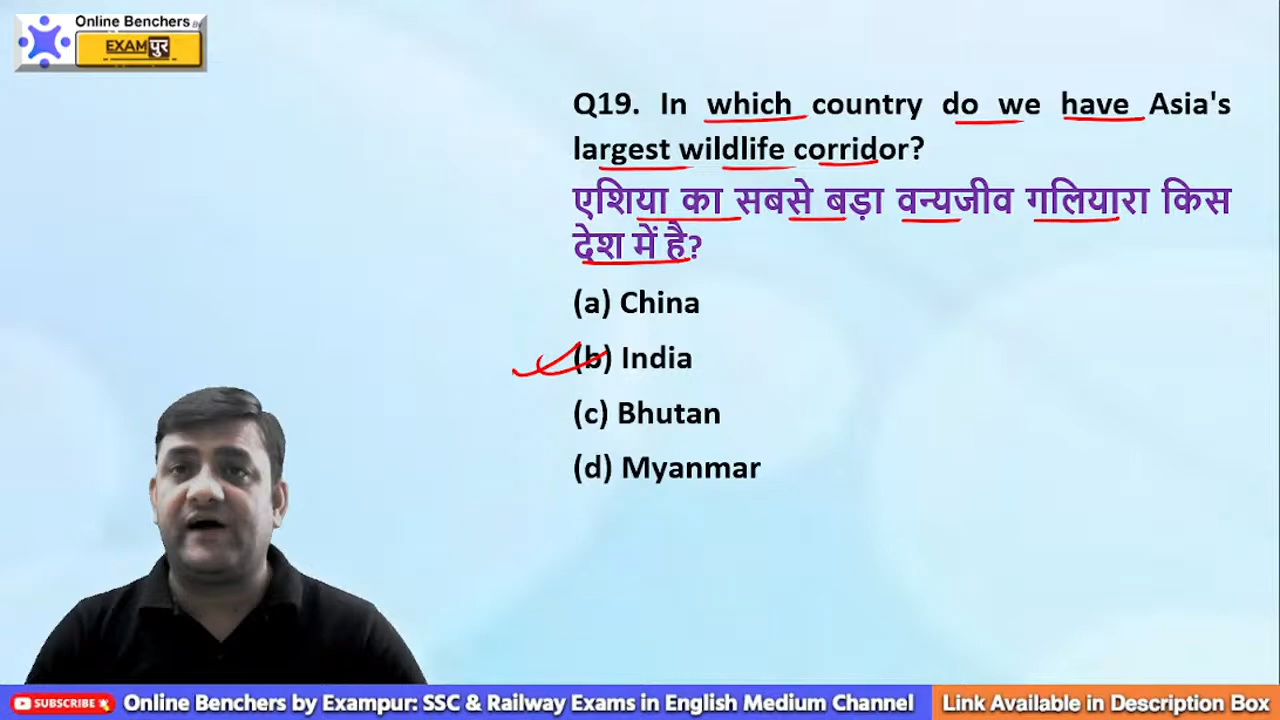 Online Benchers BY
EXAMपुर
Q19. In which country do we have Asia's
largest wildlife corridor?
एशिया का सबसे बड़ा वन्यजीव गलियारा किस
देश में है?
(a) China
(b) India
(c) Bhutan
(d) Myanmar
SUBSCRIBE Online Benchers by Exampur: SSC & Railway Exams in English Medium Channel Link Available in Description Box